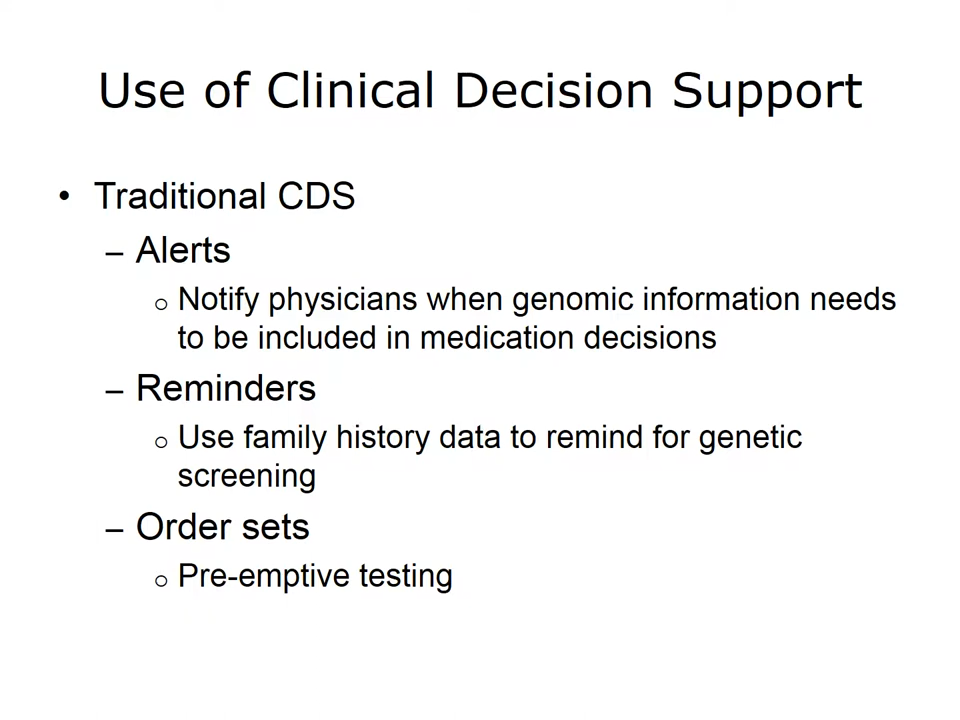 Use of Clinical Decision Support
• Traditional CDS
– Alerts
o Notify physicians when genomic information needs
to be included in medication decisions
– Reminders
o Use family history data to remind for genetic
screening
– Order sets
o Pre-emptive testing